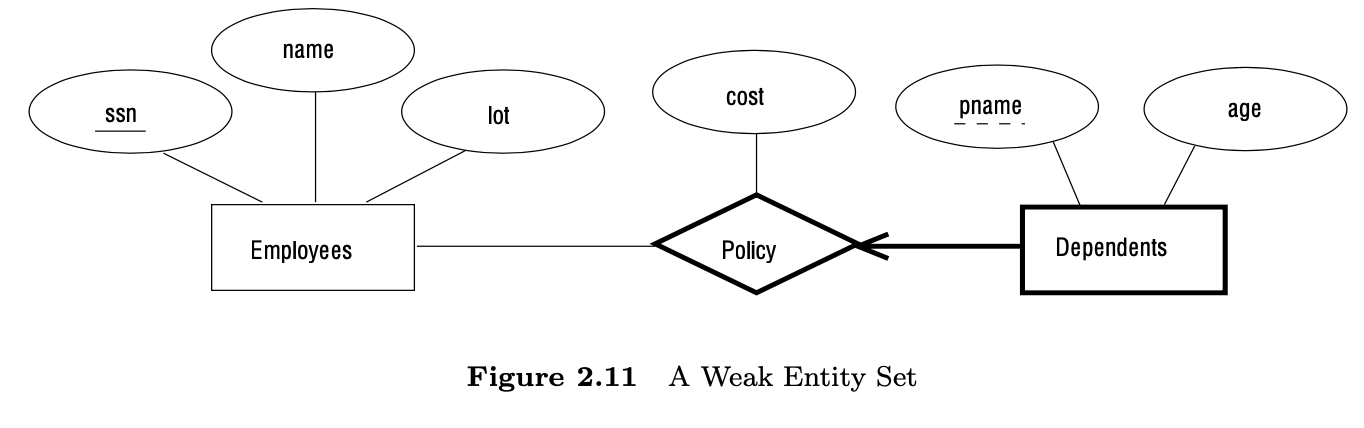 name
ssn
lot
cost
pname
age
Employees
Policy
Dependents
Figure 2.11 A Weak Entity Set